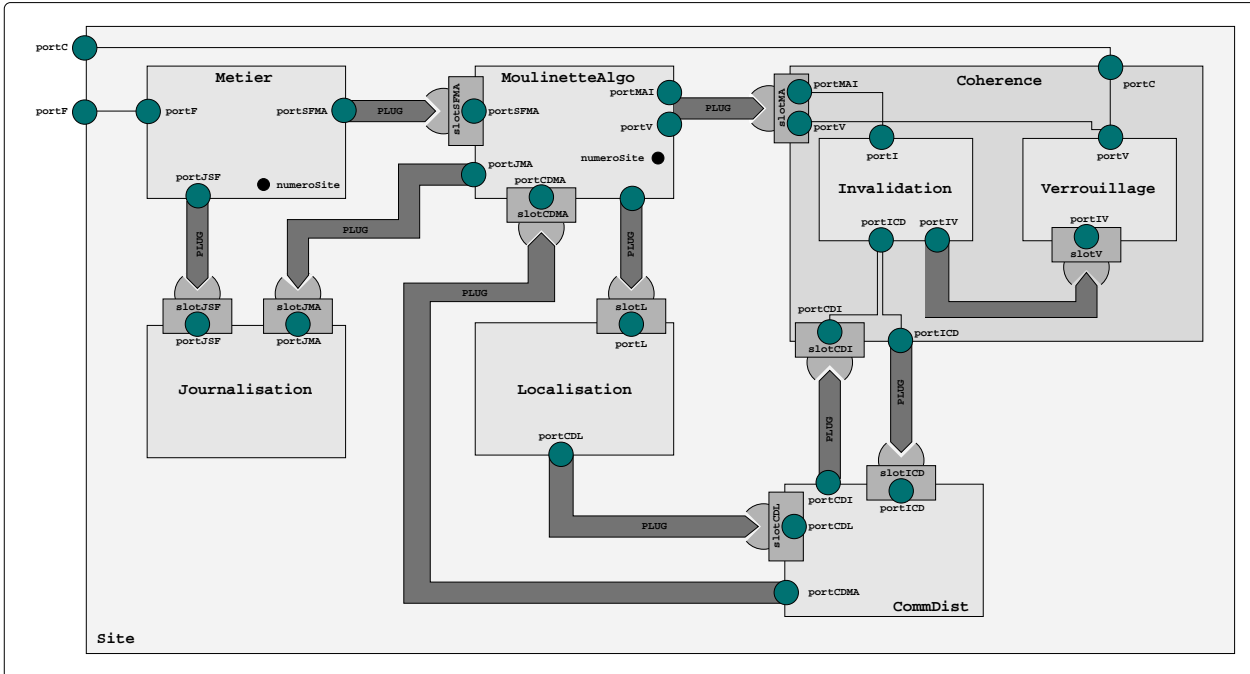 portC
Metier
MoulinetteAlgo
Coherence
portC
portMAI
portMAI
portF
portF
portSFMA
PLUG
slotSFMA
portSFMA
PLUG
slotMA
portV
portV
portI
portV
numeroSite
portJMA
portJSF
numeroSite
portCDMA
slotCDMA
Invalidation
Verrouillage
portICD
portIV
portIV
slotV
PLUG
PLUG
PLUG
PLUG
slotJSF
portJSF
slotJMA
portJMA
slotL
portL
portCDI
slotCDI
portICD
Journalisation
Localisation
PLUG
PLUG
portCDL
slotICD
portICD
portCDI
PLUG
slotCDL
portCDL
portCDMA
CommDist
Site